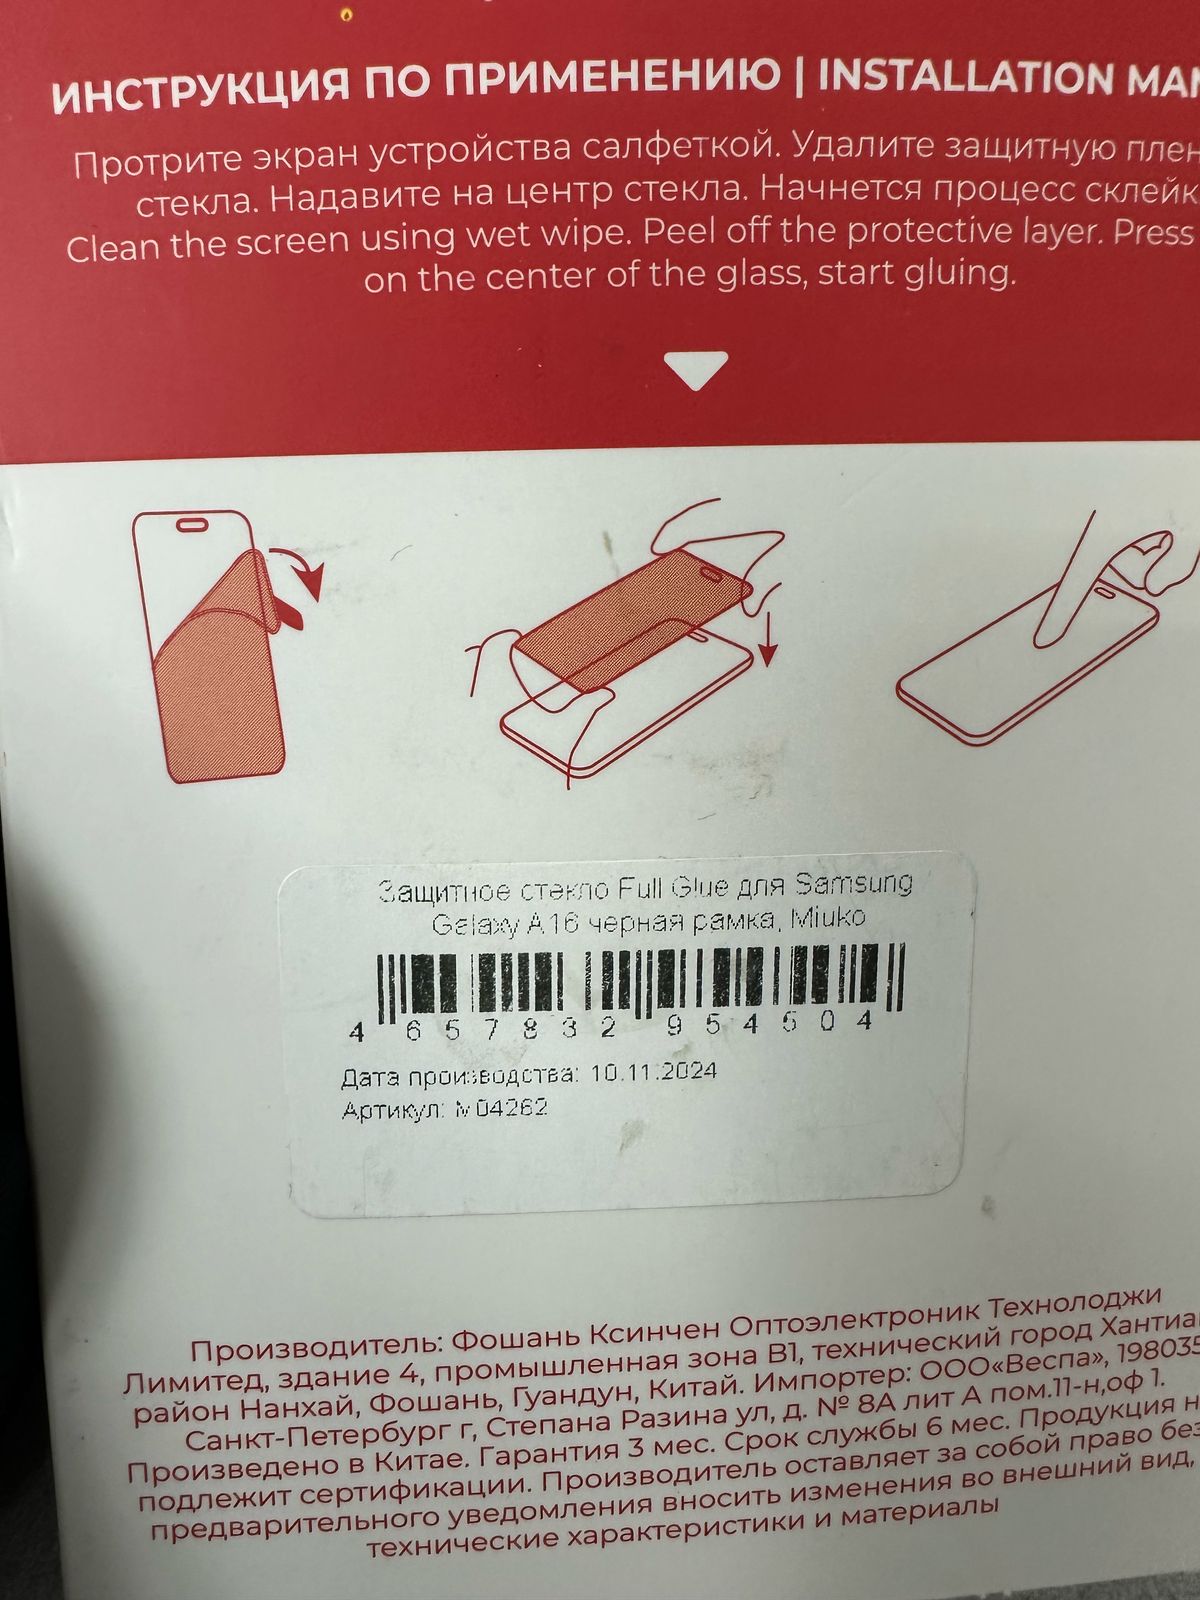 ИНСТРУКЦИЯ ПО ПРИМЕНЕНИЮ | INSTALLATION
Протрите экран устройства салфеткой. Удалите защитную
стекла. Надавите на центр стекла. Начнется процесс
Clean the screen using wet wipe. Peel off the protective layer. Press
on the center of the glass, start gluing.
Защитное стекло Full Glue для Samsung
Galaxy A16 черная рамка, Miuko
4 657832 954504
Дата производства: 10.11.2024
Артикул: M04262
Производитель: Фошань Ксинчен Оптоэлектроник Технолоджи
Лимитед, здание 4, промышленная зона B1, технический город
район Нанхай, Фошань, Гуандун, Китай. Импортер: ООО«Веспа», 198035
Санкт-Петербург г, Степана Разина ул, д. № 8А лит А пом.11-н,оф 1.
Произведено в Китае. Гарантия 3 мес. Срок службы 6 мес. Продукция
подлежит сертификации. Производитель оставляет за собой право без
предварительного уведомления вносить изменения во внешний вид,
технические характеристики и материалы